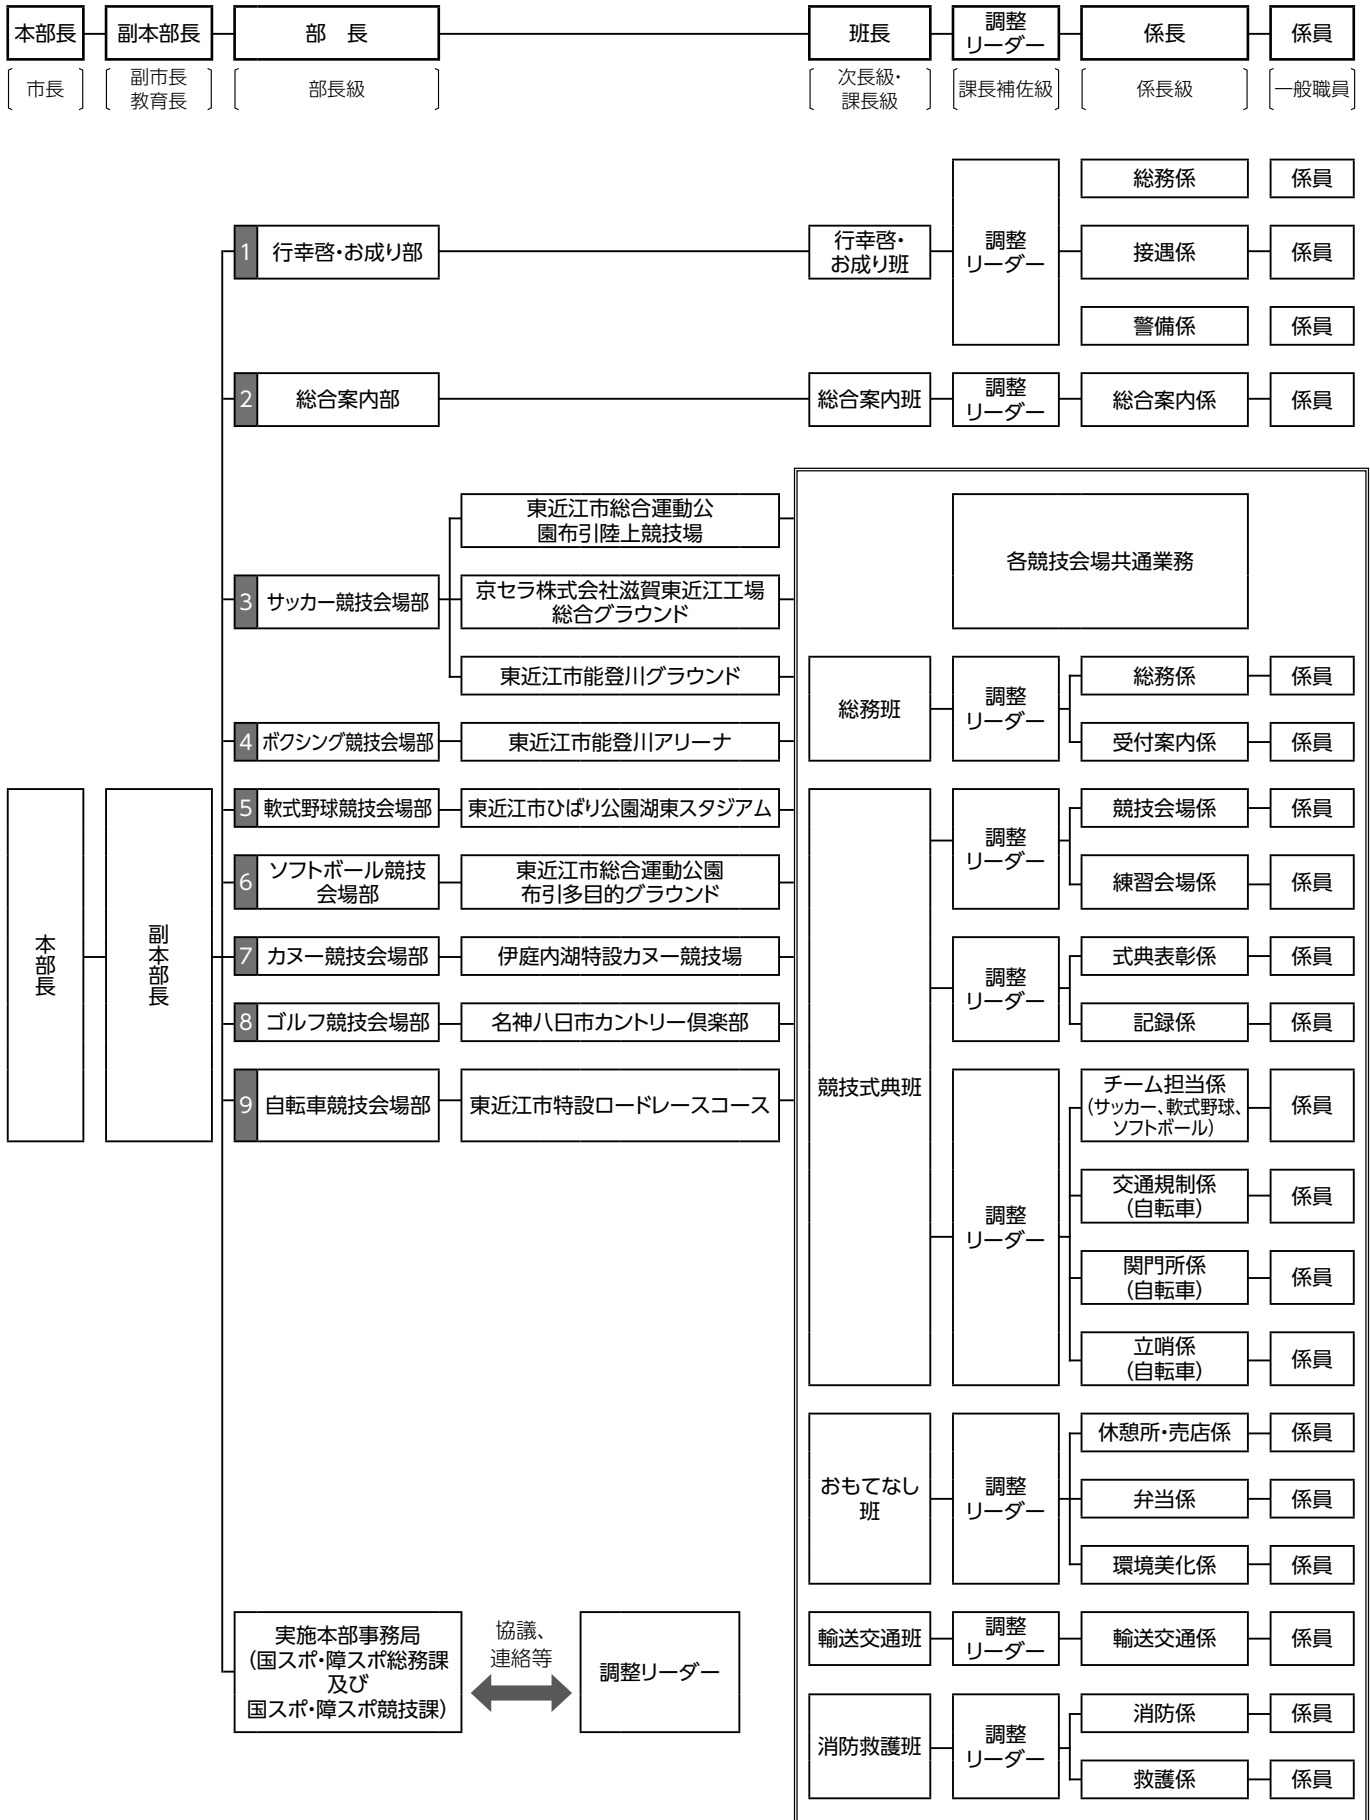 本部長
副本部長
部　長
班長
調整
リーダー
係長
係員
市長
副市長
教育長
部長級
次長級・
課長級
課長補佐級
係長級
一般職員
1
行幸啓・お成り部
行幸啓・
お成り班
調整
リーダー
総務係
係員
接遇係
係員
警備係
係員
2
総合案内部
総合案内班
調整
リーダー
総合案内係
係員
3
サッカー競技会場部
東近江市総合運動公
園布引陸上競技場
京セラ株式会社滋賀東近江工場
総合グラウンド
東近江市能登川グラウンド
4
ボクシング競技会場部
東近江市能登川アリーナ
5
軟式野球競技会場部
東近江市ひばり公園湖東スタジアム
6
ソフトボール競技
会場部
東近江市総合運動公園
布引多目的グラウンド
7
カヌー競技会場部
伊庭内湖特設カヌー競技場
8
ゴルフ競技会場部
名神八日市カントリー倶楽部
9
自転車競技会場部
東近江市特設ロードレースコース
本部長
副本部長
各競技会場共通業務
総務班
調整
リーダー
総務係
係員
受付案内係
係員
競技式典班
調整
リーダー
競技会場係
係員
練習会場係
係員
調整
リーダー
式典表彰係
係員
記録係
係員
調整
リーダー
チーム担当係
(サッカー、軟式野球、
ソフトボール)
係員
交通規制係
(自転車)
係員
関門所係
(自転車)
係員
立哨係
(自転車)
係員
おもてなし
班
調整
リーダー
休憩所・売店係
係員
弁当係
係員
環境美化係
係員
輸送交通班
調整
リーダー
輸送交通係
係員
消防救護班
調整
リーダー
消防係
係員
救護係
係員
実施本部事務局
(国スポ・障スポ総務課
及び
国スポ・障スポ競技課)
協議、
連絡等
調整リーダー